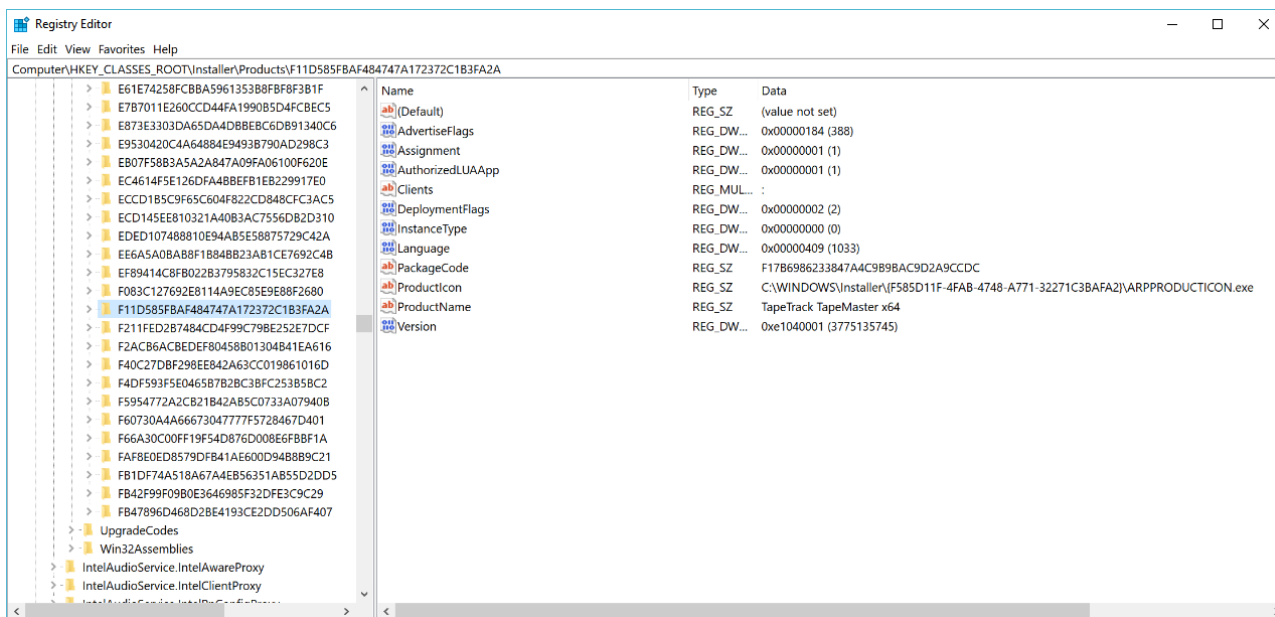 Registry Editor
File Edit View Favorites Help
Computer\HKEY_CLASSES_ROOT\Installer\Products\F11D585FBAF484747A172372C1B3FA2A
E61E74258FCBBA5961353B8FBF8F3B1F
E7B7011E260CCD44FA1990B5D4FCBEC5
E873E3303DA65DA4DBBEBC6DB91340C6
E9530420C4A64884E9493B790AD298C3
EB07F58B3A5A2A847A09FA06100F620E
EC4614F5E126DFA4BBEFB1EB229917E0
ECCD1B5C9F65C604F822CD848CFC3AC5
ECD145EE810321A40B3AC7556DB2D310
EDED107488810E94AB5E58875729C42A
EE6A5A0BAB8F1B84BB23AB1CE7692C4B
EF89414C8FB022B3795832C15EC327E8
F083C127692E8114A9EC85E9E88F2680
F11D585FBAF484747A172372C1B3FA2A
F211FED2B7484CD4F99C79BE252E7DCF
F2ACB6ACBEDEF80458B01304B41EA616
F40C27DBF298EE842A63CC019861016D
F4DF593F5E0465B7B2BC3BFC253B5BC2
F5954772A2CB21B42AB5C0733A07940B
F60730A4A66673047777F5728467D401
F66A30C00FF19F54D876D008E6FBBF1A
FAF8E0ED8579DFB41AE600D94B8B9C21
FB1DF74A518A67A4EB56351AB55D2DD5
FB42F99F09B0E3646985F32DFE3C9C29
FB47896D468D2BE4193CE2DD506AF407
UpgradeCodes
Win32Assemblies
IntelAudioService.IntelAwareProxy
IntelAudioService.IntelClientProxy
Name Type Data
(Default) REG_SZ (value not set)
AdvertiseFlags REG_DW... 0x00000184 (388)
Assignment REG_DW... 0x00000001 (1)
AuthorizedLUAApp REG_DW... 0x00000001 (1)
Clients REG_MUL... :
DeploymentFlags REG_DW... 0x00000002 (2)
InstanceType REG_DW... 0x00000000 (0)
Language REG_DW... 0x00000409 (1033)
PackageCode REG_SZ F17B6986233847A4C9B9BAC9D2A9CCDC
ProductIcon REG_SZ C:\WINDOWS\Installer\{F585D11F-4FAB-4748-A771-32271C3BAFA2}\ARPPRODUCTICON.exe
ProductName REG_SZ TapeTrack TapeMaster x64
Version REG_DW... 0xe1040001 (3775135745)